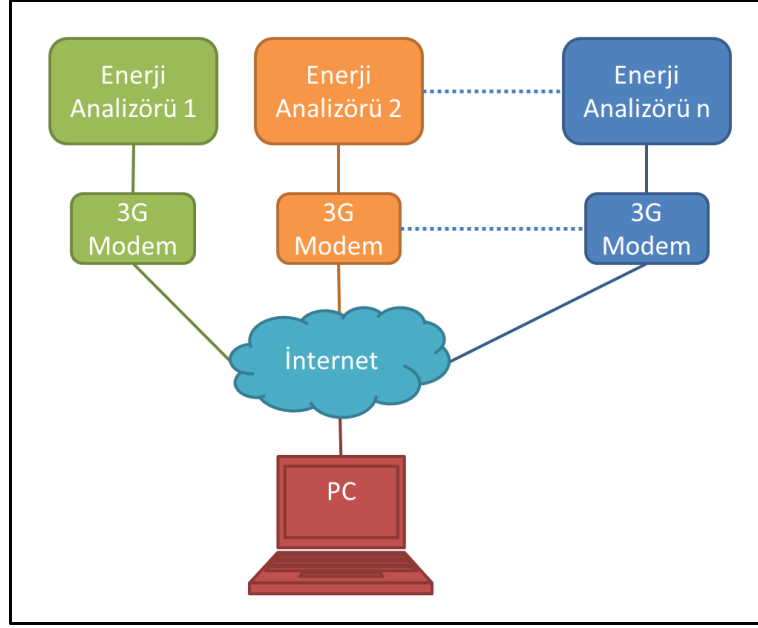 Enerji
Analizörü 1
Enerji
Analizörü 2
Enerji
Analizörü n
3G
Modem
3G
Modem
3G
Modem
İnternet
PC